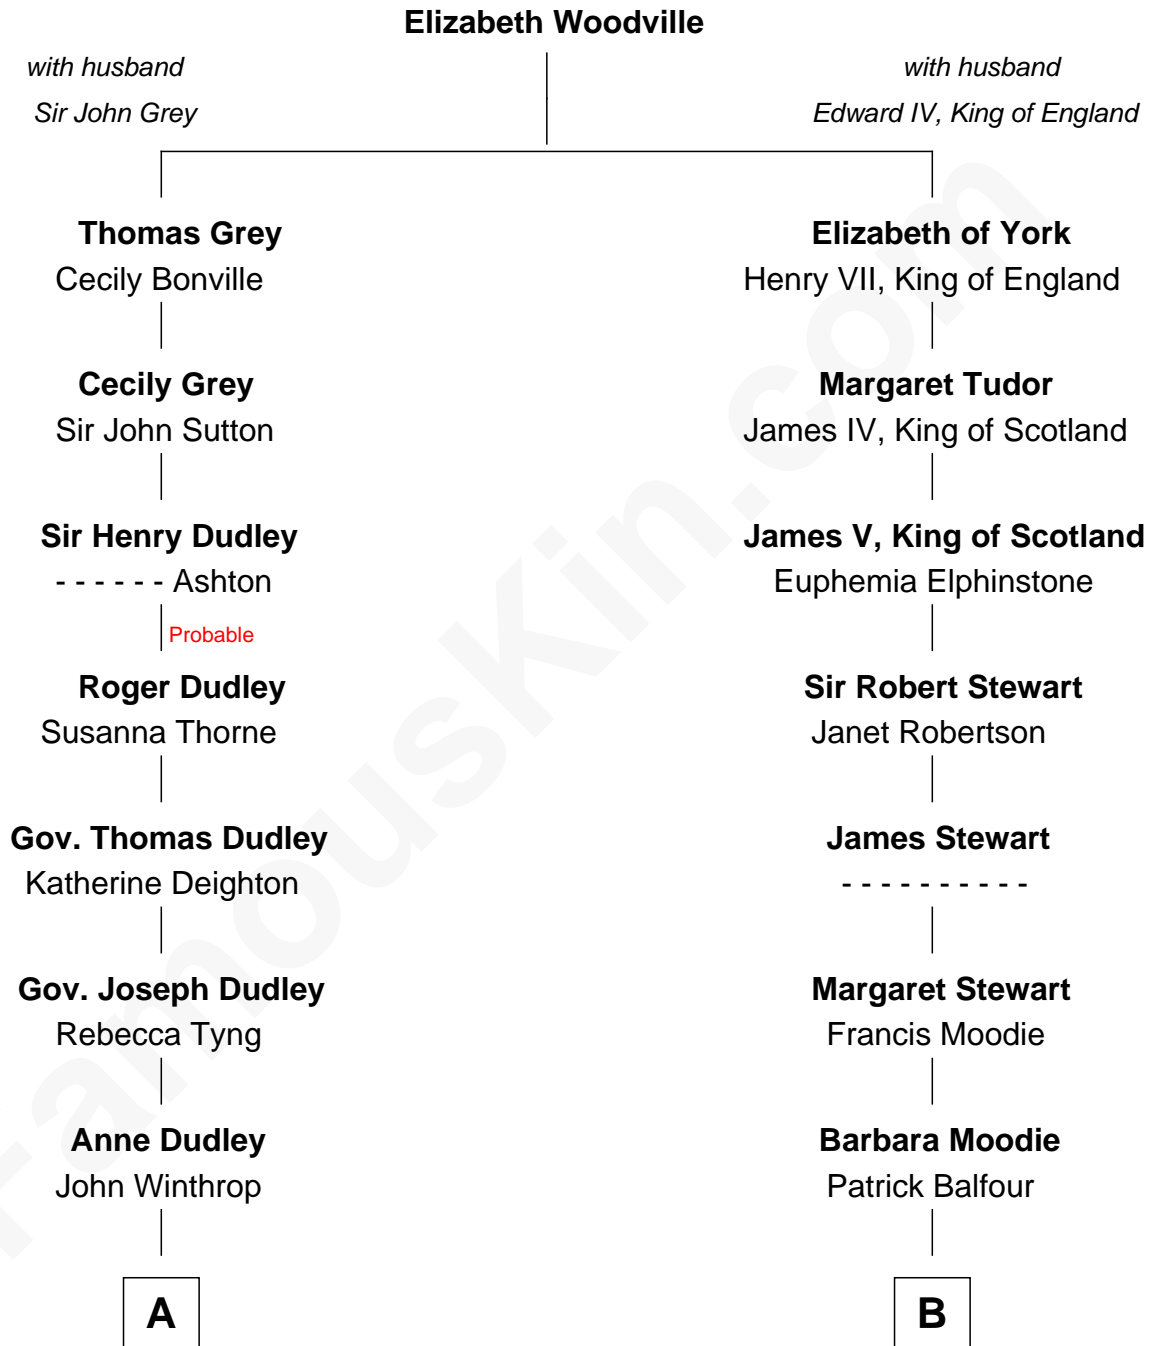 Elizabeth Woodville
with husband
Sir John Grey
with husband
Edward IV, King of England
Thomas Grey
Cecily Bonville
Elizabeth of York
Henry VII, King of England
Cecily Grey
Sir John Sutton
Margaret Tudor
James IV, King of Scotland
Sir Henry Dudley
- - - - - - Ashton
James V, King of Scotland
Euphemia Elphinstone
Probable
Roger Dudley
Susanna Thorne
Sir Robert Stewart
Janet Robertson
Gov. Thomas Dudley
Katherine Deighton
James Stewart
- - - - - - - - - -
Gov. Joseph Dudley
Rebecca Tyng
Margaret Stewart
Francis Moodie
Anne Dudley
John Winthrop
Barbara Moodie
Patrick Balfour
A
B
FamousKin.com